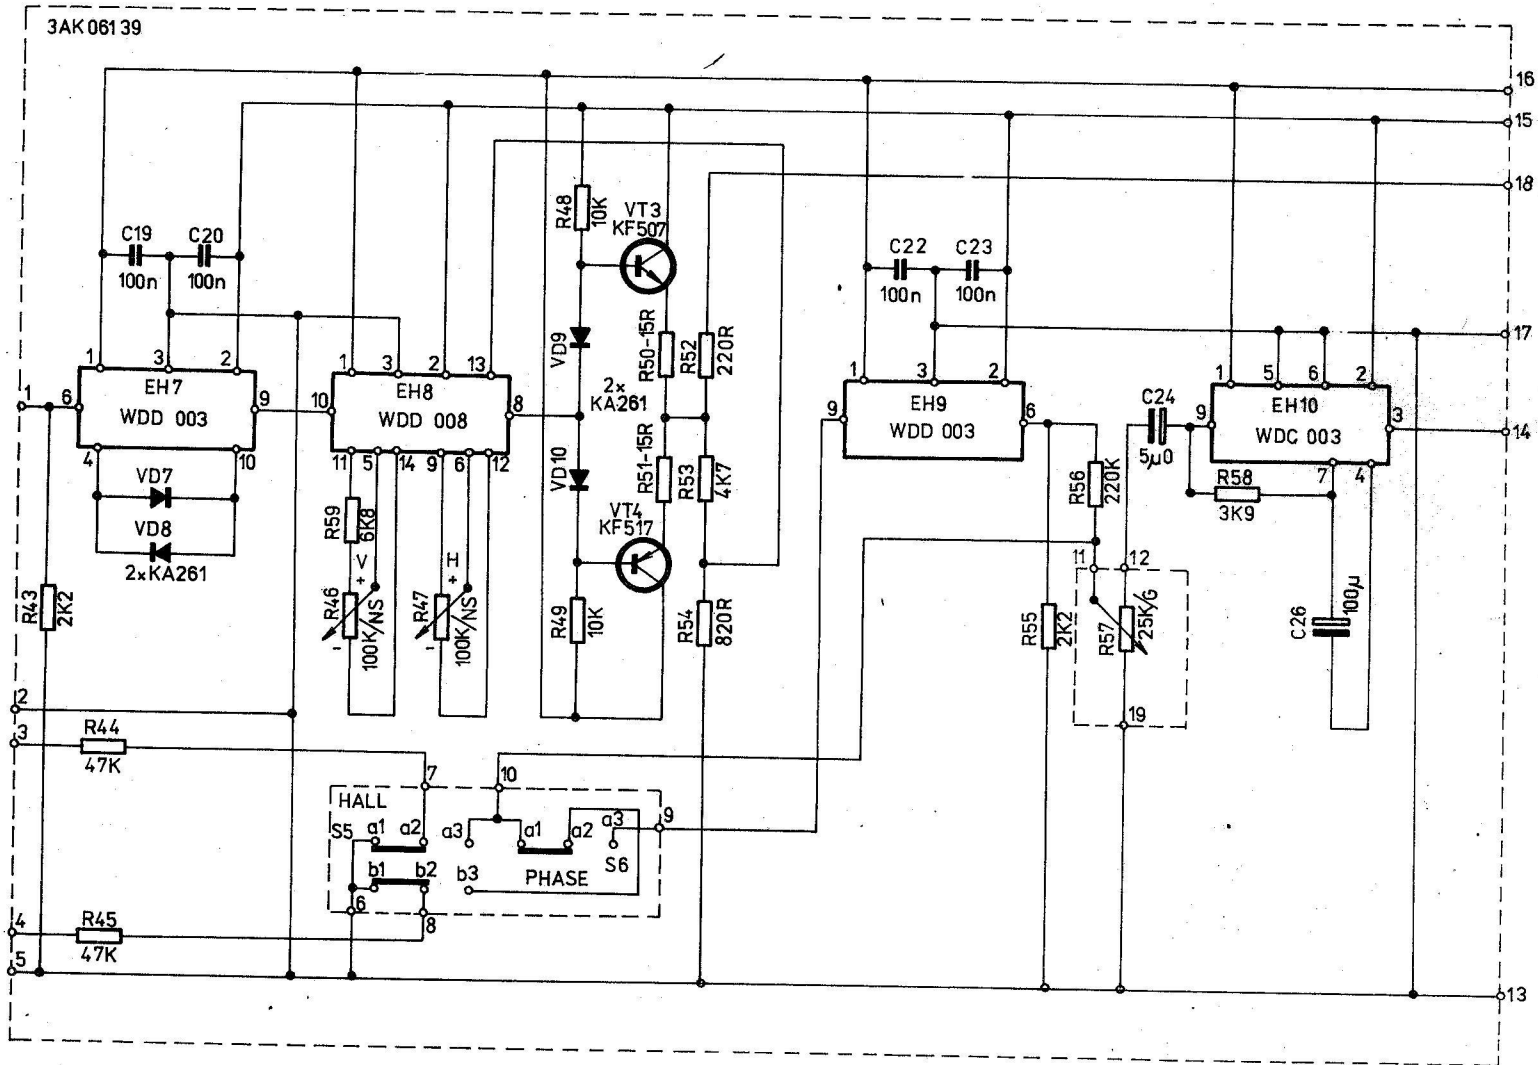 3AK 06139
16
15
18
C19
100n
C20
100n
R48
10K
VT3
KF507
C22
100n
C23
100n
VD9
R50-15R
R52
220R
17
1
3
2
1
3
2
13
1
3
2
1
5
6
2
1
6
EH7
WDD 003
9
10
EH8
WDD 008
8
2x
KA261
9
EH9
WDD 003
6
C24
5µ0
9
EH10
WDC 003
3
14
4
10
11
5
14
9
6
12
7
4
VD7
VD8
2xKA261
VD10
R51-15R
R53
4K7
R56
220K
R58
3K9
R59
6K8
VT4
KF517
V
+
R46
100K/NS
-
H
+
R47
100K/NS
-
R43
2K2
R49
10K
R54
820R
R55
2K2
11
12
R57
25K/G
19
C26
100µ
2
3
R44
47K
7
10
HALL
S5
a1
a2
a3
a1
a2
a3
9
S6
b1
b2
b3
PHASE
6
8
4
R45
47K
5
13